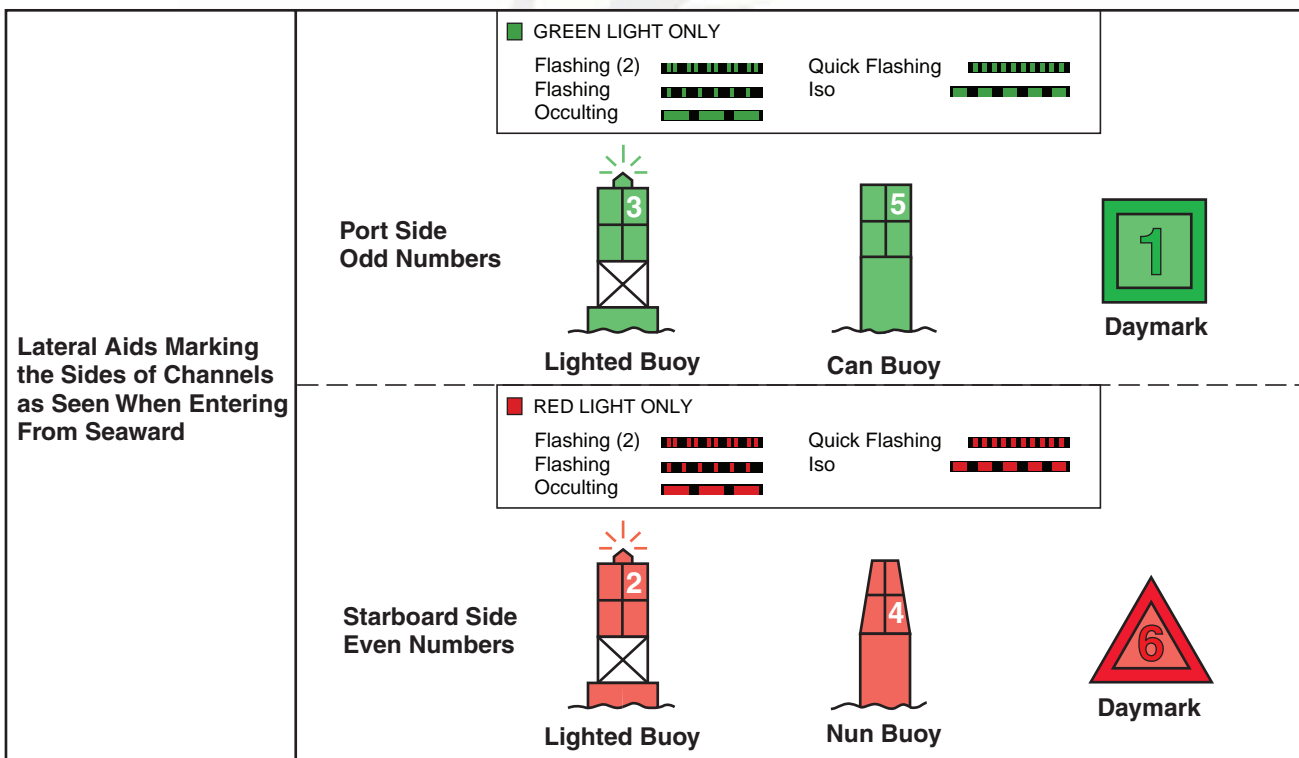 Lateral Aids Marking
the Sides of Channels
as Seen When Entering
From Seaward
GREEN LIGHT ONLY
Flashing (2)
Quick Flashing
Flashing
Iso
Occulting
Port Side
Odd Numbers
3
5
1
Lighted Buoy
Can Buoy
Daymark
RED LIGHT ONLY
Flashing (2)
Quick Flashing
Flashing
Iso
Occulting
Starboard Side
Even Numbers
2
4
6
Lighted Buoy
Nun Buoy
Daymark